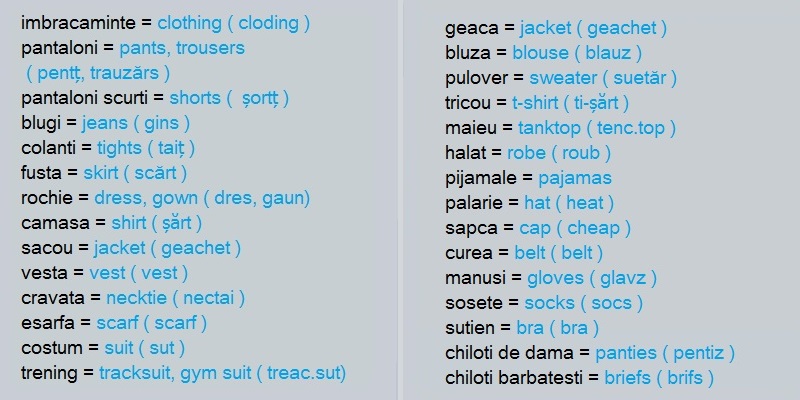 imbracaminte = clothing ( cloding )
pantaloni = pants, trousers
( pentț, trauzărs )
pantaloni scurti = shorts ( șortț )
blugi = jeans ( gins )
colanti = tights ( taiț )
fusta = skirt ( scărt )
rochie = dress, gown ( dres, gaun)
camasa = shirt ( șărt )
sacou = jacket ( geachet )
vesta = vest ( vest )
cravata = necktie ( nectai )
esarfa = scarf ( scarf )
costum = suit ( sut )
trening = tracksuit, gym suit ( treac.sut)
geaca = jacket ( geachet )
bluza = blouse ( blauz )
pulover = sweater ( suetăr )
tricou = t-shirt ( ti-șărt )
maieu = tanktop ( tenc.top )
halat = robe ( roub )
pijamale = pajamas
palarie = hat ( heat )
sapca = cap ( cheap )
curea = belt ( belt )
manusi = gloves ( glavz )
sosete = socks ( socs )
sutien = bra ( bra )
chiloti de dama = panties ( pentiz )
chiloti barbatesti = briefs ( brifs )